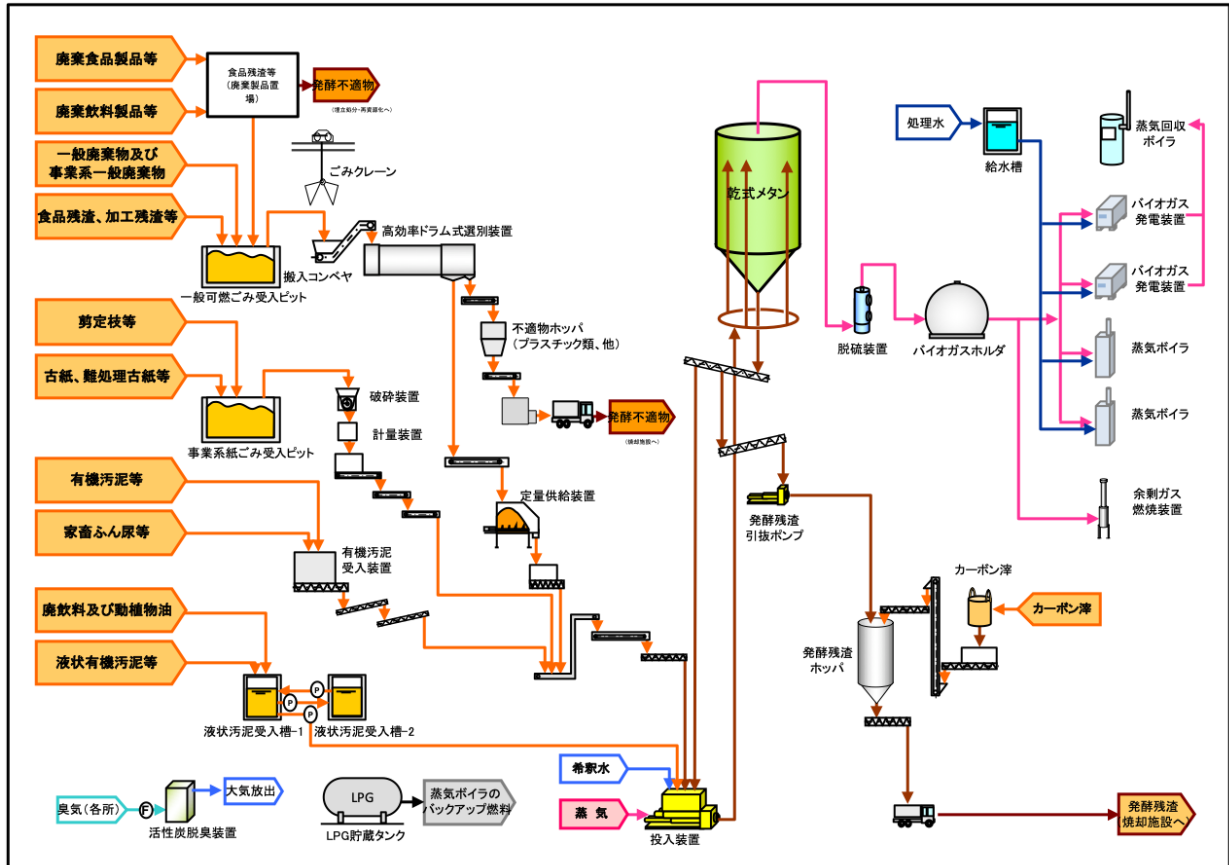 廃棄食品製品等
食品残渣等
(廃棄製品置
場)
発酵不適物
(埋立処分・再資源化へ)
廃棄飲料製品等
一般廃棄物及び
事業系一般廃棄物
ごみクレーン
食品残渣、加工残渣等
高効率ドラム式選別装置
搬入コンベヤ
一般可燃ごみ受入ピット
剪定枝等
不適物ホッパ
(プラスチック類、他)
古紙、難処理古紙等
破砕装置
計量装置
発酵不適物
(焼却施設へ)
事業系紙ごみ受入ピット
有機汚泥等
定量供給装置
家畜ふん尿等
有機汚泥
受入装置
廃飲料及び動植物油
液状有機汚泥等
P
P
P
液状汚泥受入槽-1
液状汚泥受入槽-2
乾式メタン
処理水
給水槽
蒸気回収
ボイラ
バイオガス
発電装置
バイオガス
発電装置
脱硫装置
バイオガスホルダ
蒸気ボイラ
蒸気ボイラ
余剰ガス
燃焼装置
発酵残渣
引抜ポンプ
カーボン滓
カーボン滓
発酵残渣
ホッパ
希釈水
蒸 気
投入装置
臭気(各所)
F
大気放出
活性炭脱臭装置
LPG
LPG貯蔵タンク
蒸気ボイラの
バックアップ燃料
発酵残渣
焼却施設へ)